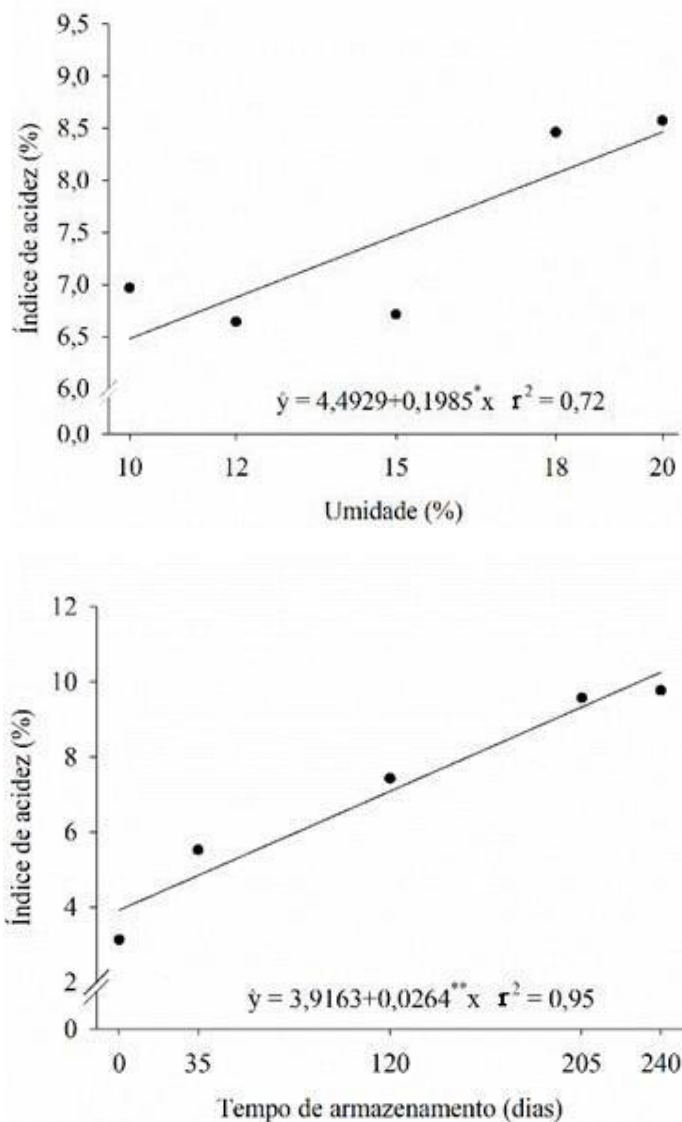 9,5
9,0
8,5
8,0
7,5
7,0
6,5
6,0
0,0
Índice de acidez (%)
ŷ = 4,4929+0,1985*x r² = 0,72
10 12 15 18 20
Umidade (%)
12
10
8
6
4
2
0
Índice de acidez (%)
ŷ = 3,9163+0,0264**x r² = 0,95
0 35 120 205 240
Tempo de armazenamento (dias)